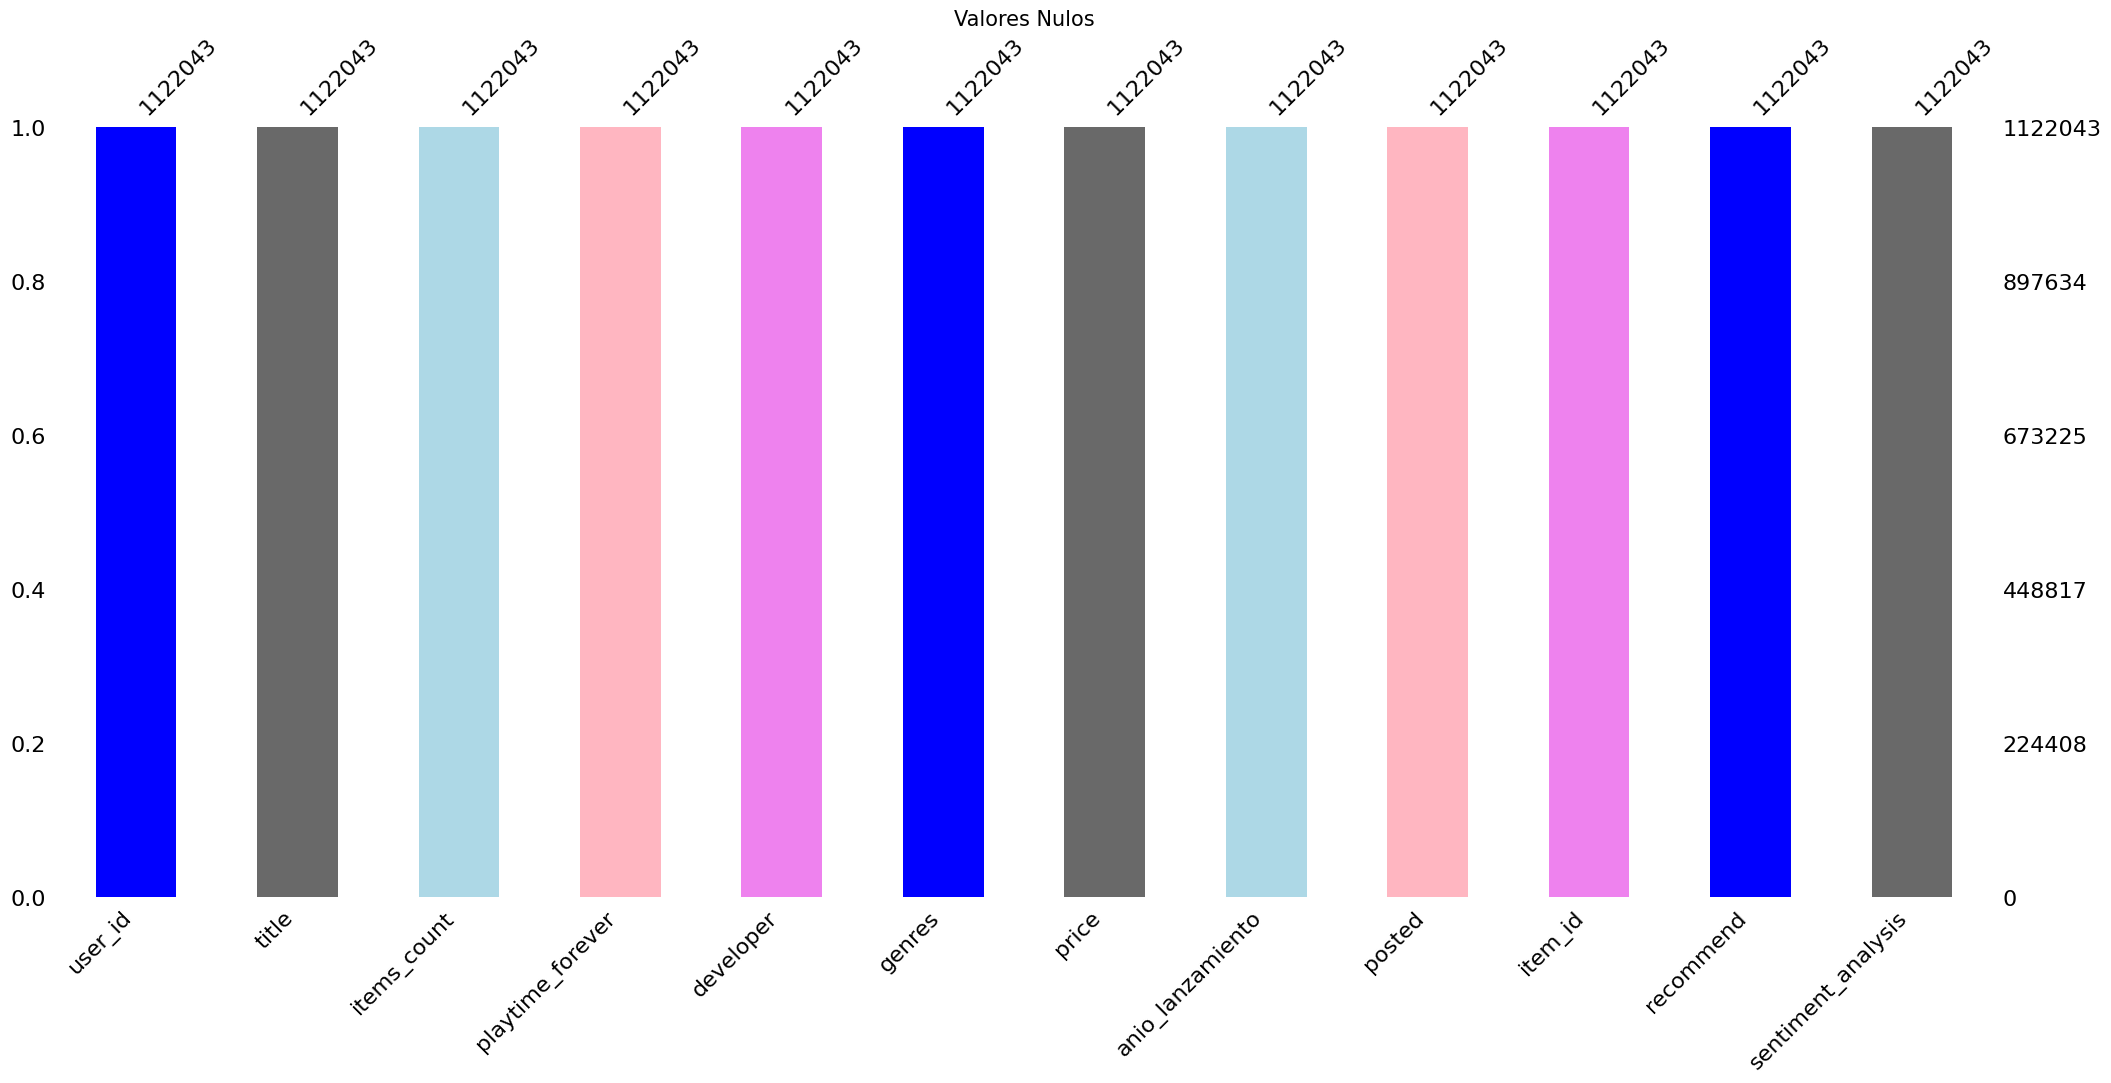 Valores Nulos
1122043 1122043 1122043 1122043 1122043 1122043 1122043 1122043 1122043 1122043 1122043 1122043
1.0 1122043
0.8 897634
0.6 673225
0.4 448817
0.2 224408
0.0 0
user_id title items_count playtime_forever developer genres price anio_lanzamiento posted item_id recommend sentiment_analysis